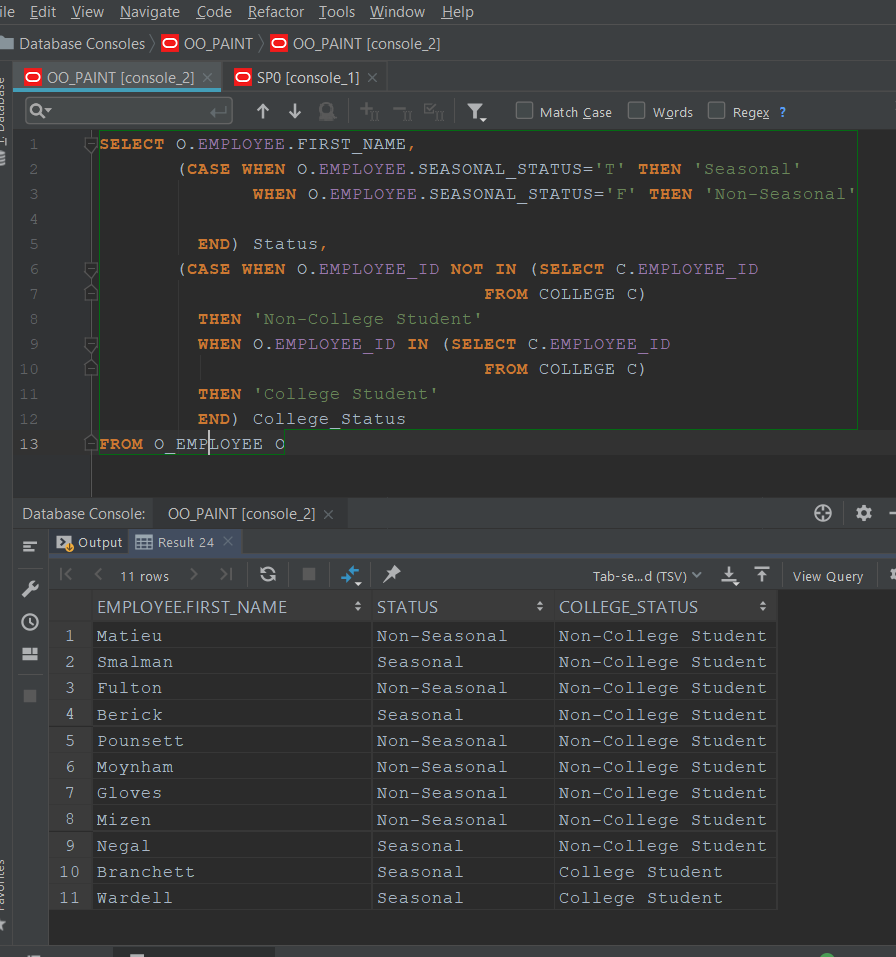 ile Edit View Navigate Code Refactor Tools Window Help
Database Consoles OO_PAINT OO_PAINT [console_2]
OO_PAINT [console_2] SP0 [console_1]
Match Case Words Regex ?
1 SELECT O.EMPLOYEE.FIRST_NAME,
2 (CASE WHEN O.EMPLOYEE.SEASONAL_STATUS='T' THEN 'Seasonal'
3 WHEN O.EMPLOYEE.SEASONAL_STATUS='F' THEN 'Non-Seasonal'
4
5 END) Status,
6 (CASE WHEN O.EMPLOYEE_ID NOT IN (SELECT C.EMPLOYEE_ID
7 FROM COLLEGE C)
8 THEN 'Non-College Student'
9 WHEN O.EMPLOYEE_ID IN (SELECT C.EMPLOYEE_ID
10 FROM COLLEGE C)
11 THEN 'College Student'
12 END) College_Status
13 FROM O_EMPLOYEE O
Database Console: OO_PAINT [console_2]
Output Result 24
11 rows Tab-se...d (TSV) View Query
EMPLOYEE.FIRST_NAME STATUS COLLEGE_STATUS
1 Matieu Non-Seasonal Non-College Student
2 Smalman Seasonal Non-College Student
3 Fulton Non-Seasonal Non-College Student
4 Berick Seasonal Non-College Student
5 Pounsett Non-Seasonal Non-College Student
6 Moynham Non-Seasonal Non-College Student
7 Gloves Non-Seasonal Non-College Student
8 Mizen Non-Seasonal Non-College Student
9 Negal Seasonal Non-College Student
10 Branchett Seasonal College Student
11 Wardell Seasonal College Student